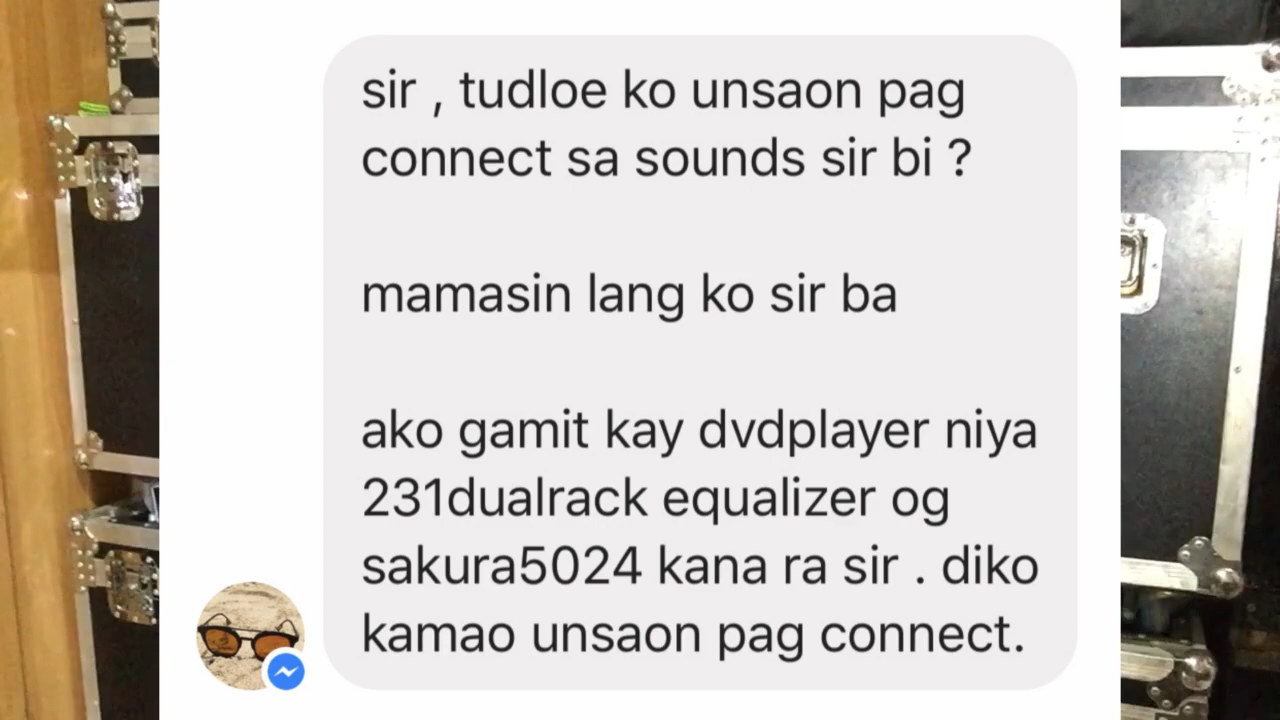 sir , tudloe ko unsaon pag
connect sa sounds sir bi ?
mamasin lang ko sir ba
ako gamit kay dvdplayer niya
231dualrack equalizer og
sakura5024 kana ra sir . diko
kamao unsaon pag connect.